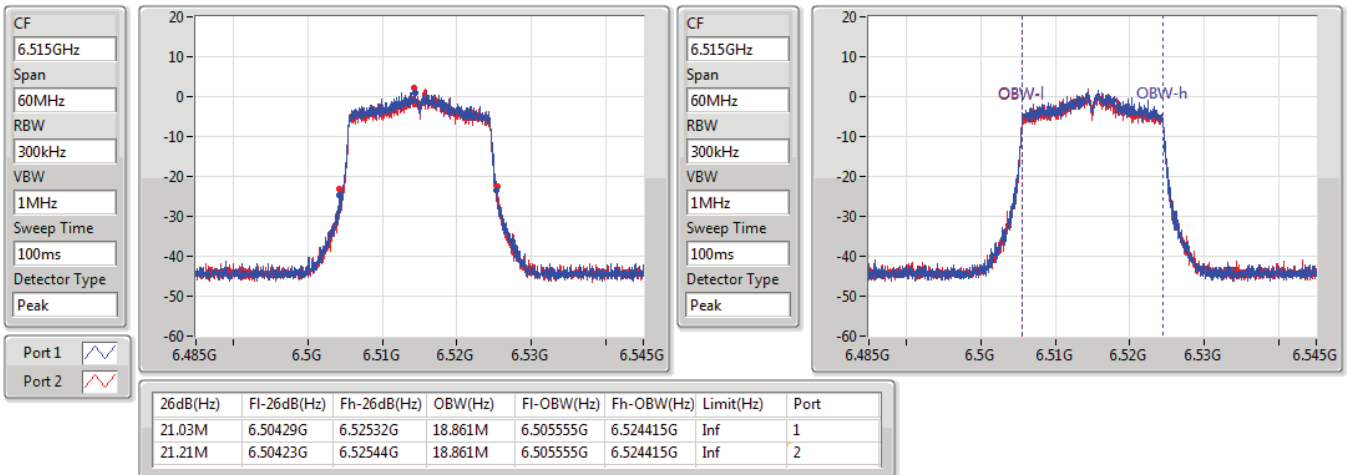 CF
6.515GHz
Span
60MHz
RBW
300kHz
VBW
1MHz
Sweep Time
100ms
Detector Type
Peak
Port 1
Port 2
20
10
0
-10
-20
-30
-40
-50
-60
6.485G 6.5G 6.51G 6.52G 6.53G 6.545G
CF
6.515GHz
Span
60MHz
RBW
300kHz
VBW
1MHz
Sweep Time
100ms
Detector Type
Peak
20
10
0
-10
-20
-30
-40
-50
-60
OBW-l OBW-h
6.485G 6.5G 6.51G 6.52G 6.53G 6.545G
26dB(Hz) Fl-26dB(Hz) Fh-26dB(Hz) OBW(Hz) Fl-OBW(Hz) Fh-OBW(Hz) Limit(Hz) Port
21.03M 6.50429G 6.52532G 18.861M 6.505555G 6.524415G Inf 1
21.21M 6.50423G 6.52544G 18.861M 6.505555G 6.524415G Inf 2